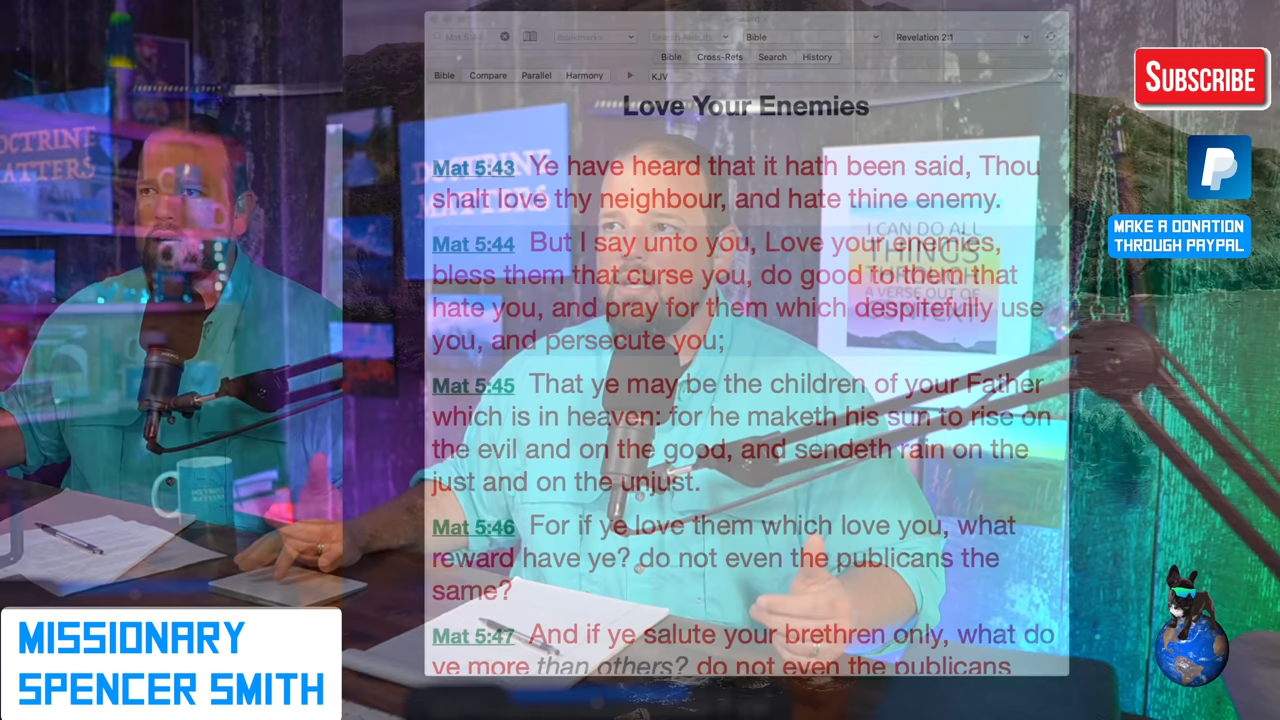 Bible
Revelation 2:1
Bible Cross-Refs Search History
Bible Compare Parallel Harmony KJV
Love Your Enemies
Mat 5:43 Ye have heard that it hath been said, Thou
shalt love thy neighbour, and hate thine enemy.
Mat 5:44 But I say unto you, Love your enemies,
bless them that curse you, do good to them that
hate you, and pray for them which despitefully use
you, and persecute you;
Mat 5:45 That ye may be the children of your Father
which is in heaven: for he maketh his sun to rise on
the evil and on the good, and sendeth rain on the
just and on the unjust.
Mat 5:46 For if ye love them which love you, what
reward have ye? do not even the publicans the
same?
Mat 5:47 And if ye salute your brethren only, what do
ye more than others? do not even the publicans
DOCTRINE
MATTERS
DOCTRINE
MATTERS
I CAN DO ALL
THINGS
A VERSE OUT OF
SUBSCRIBE
MAKE A DONATION
THROUGH PAYPAL
MISSIONARY
SPENCER SMITH